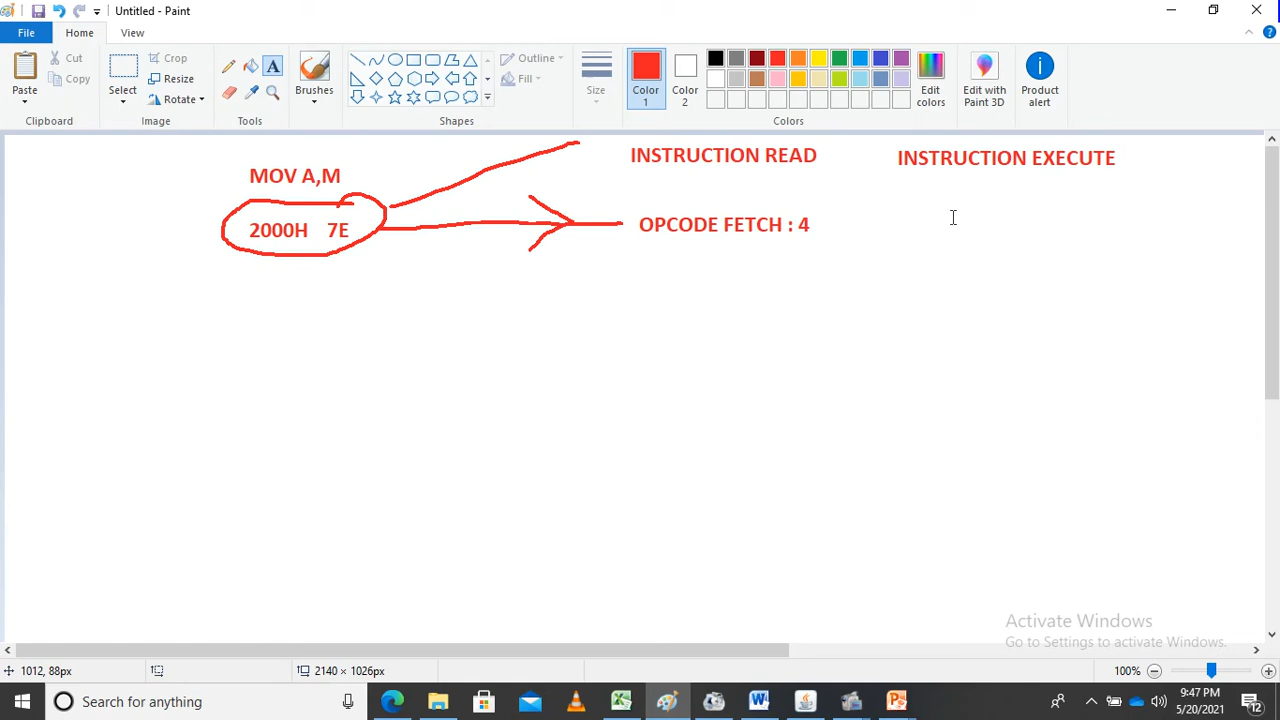 Untitled - Paint
File Home View
Paste
Cut
Copy
Clipboard
Select
Crop
Resize
Rotate
Image
Tools
Brushes
Outline
Fill
Shapes
Size
Color 1
Color 2
Edit colors
Colors
Edit with Paint 3D
Product alert
INSTRUCTION READ INSTRUCTION EXECUTE
MOV A,M
2000H 7E OPCODE FETCH : 4
Activate Windows
Go to Settings to activate Windows.
1012, 88px 2140 × 1026px 100%
Search for anything
9:47 PM
5/20/2021
12